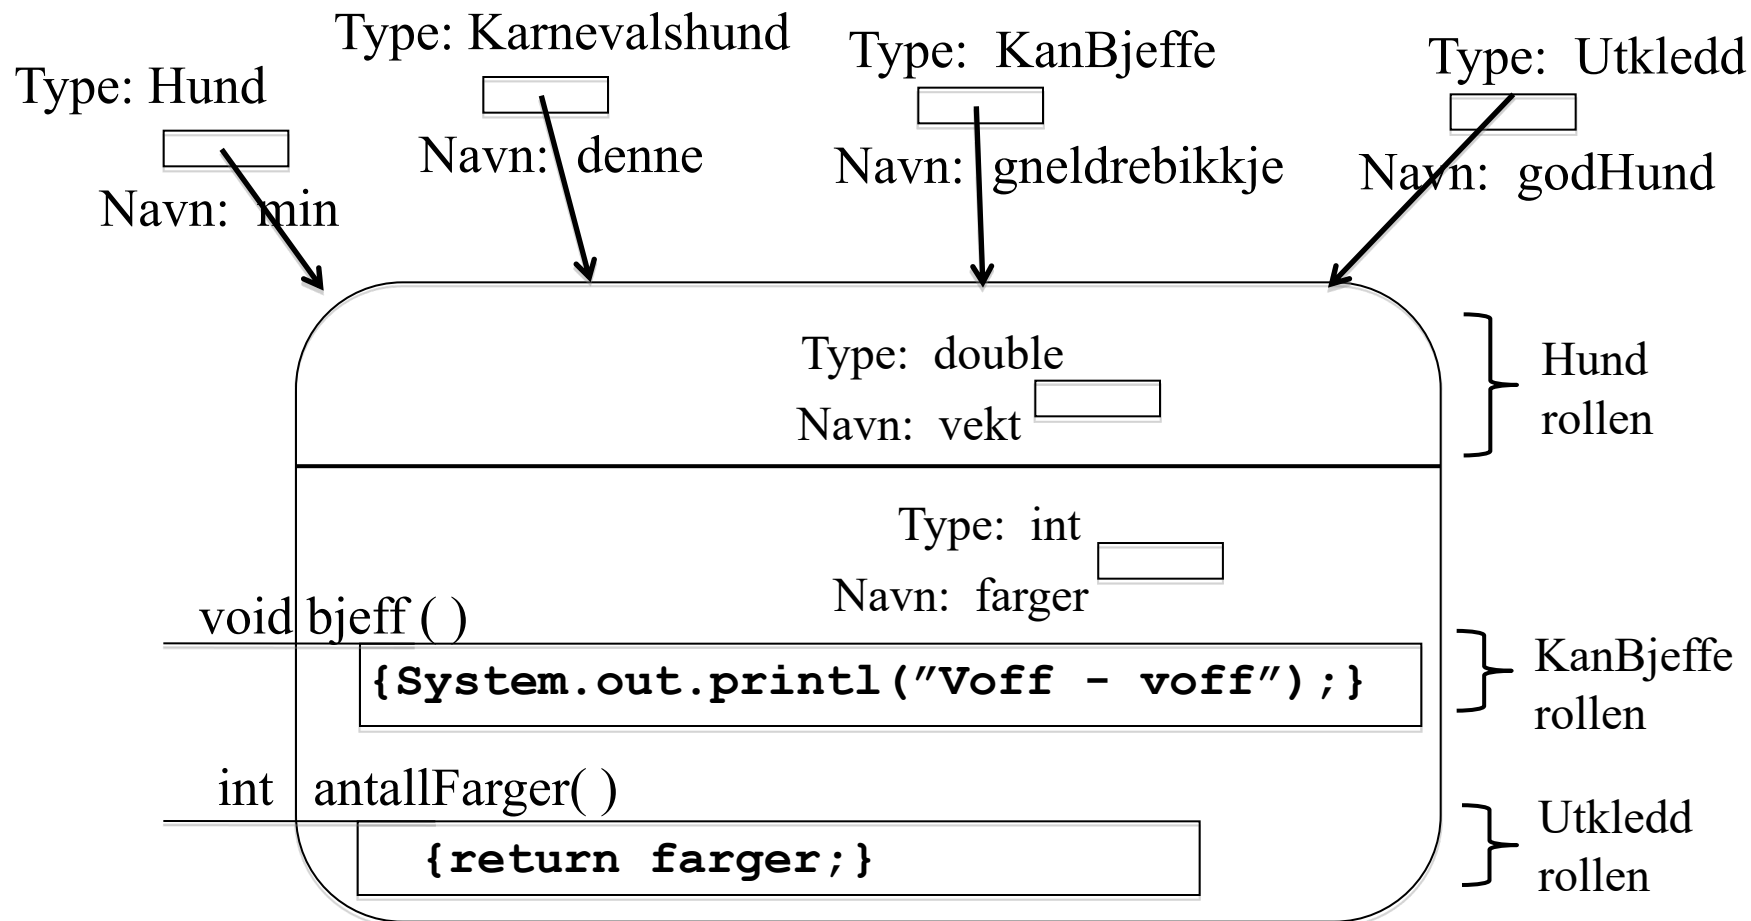 Type: Hund
Navn: min
Type: Karnevalshund
Navn: denne
Type: KanBjeffe
Navn: gneldrebikkje
Type: Utkledd
Navn: godHund
Type: double
Navn: vekt
Hund
rollen
Type: int
Navn: farger
void bjeff ( )
{System.out.printl(”Voff - voff”);}
KanBjeffe
rollen
int antallFarger( )
{return farger;}
Utkledd
rollen